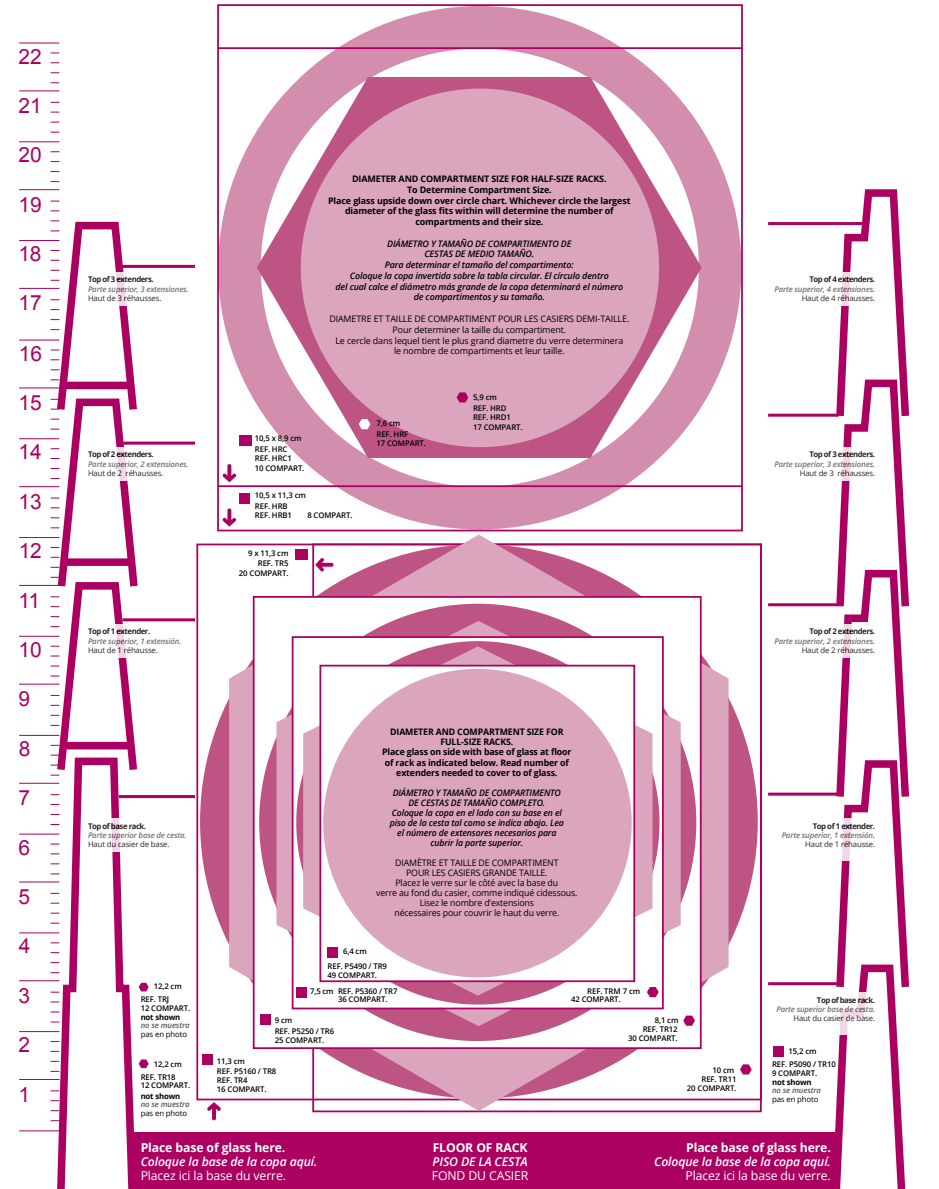 22
21
20
19
18
17
16
15
14
13
12
11
10
9
8
7
6
5
4
3
2
1
Top of 3 extenders.
Parte superior, 3 extensiones.
Haut de 3 réhausses.
Top of 2 extenders.
Parte superior, 2 extensiones.
Haut de 2 réhausses.
Top of 1 extender.
Parte superior, 1 extensión.
Haut de 1 réhausse.
Top of base rack.
Parte superior base de cesta.
Haut du casier de base.
DIAMETER AND COMPARTMENT SIZE FOR HALF-SIZE RACKS.
To Determine Compartment Size.
Place glass upside down over circle chart. Whichever circle the largest
diameter of the glass fits within will determine the number of
compartments and their size.
DIÁMETRO Y TAMAÑO DE COMPARTIMENTO DE
CESTAS DE MEDIO TAMAÑO.
Para determinar el tamaño del compartimento:
Coloque la copa invertida sobre la tabla circular. El círculo dentro
del cual calce el diámetro más grande de la copa determinará el número
de compartimentos y su tamaño.
DIAMETRE ET TAILLE DE COMPARTIMENT POUR LES CASIERS DEMI-TAILLE.
Pour determiner la taille du compartiment.
Le cercle dans lequel tient le plus grand diametre du verre determinera
le nombre de compartiments et leur taille.
5,9 cm
REF. HRD
REF. HRD1
17 COMPART.
7,6 cm
REF. HRF
17 COMPART.
10,5 x 8,9 cm
REF. HRC
REF. HRC1
10 COMPART.
10,5 x 11,3 cm
REF. HRB
REF. HRB1 8 COMPART.
9 x 11,3 cm
REF. TR5
20 COMPART.
DIAMETER AND COMPARTMENT SIZE FOR
FULL-SIZE RACKS.
Place glass on side with base of glass at floor
of rack as indicated below. Read number of
extenders needed to cover to of glass.
DIÁMETRO Y TAMAÑO DE COMPARTIMENTO
DE CESTAS DE TAMAÑO COMPLETO.
Coloque la copa en el lado con su base en el
piso de la cesta tal como se indica abajo. Lea
el número de extensores necesarios para
cubrir la parte superior.
DIAMÈTRE ET TAILLE DE COMPARTIMENT
POUR LES CASIERS GRANDE TAILLE.
Placez le verre sur le côté avec la base du
verre au fond du casier, comme indiqué cidessous.
Lisez le nombre d'extensions
nécessaires pour couvrir le haut du verre.
6,4 cm
REF. P5490 / TR9
49 COMPART.
7,5 cm REF. P5360 / TR7
36 COMPART.
REF. TRM 7 cm
42 COMPART.
9 cm
REF. P5250 / TR6
25 COMPART.
8,1 cm
REF. TR12
30 COMPART.
11,3 cm
REF. P5160 / TR8
REF. TR4
16 COMPART.
10 cm
REF. TR11
20 COMPART.
12,2 cm
REF. TRJ
12 COMPART.
not shown
no se muestra
pas en photo
12,2 cm
REF. TR18
12 COMPART.
not shown
no se muestra
pas en photo
15,2 cm
REF. P5090 / TR10
9 COMPART.
not shown
no se muestra
pas en photo
Top of 4 extenders.
Parte superior, 4 extensiones.
Haut de 4 réhausses.
Top of 3 extenders.
Parte superior, 3 extensiones.
Haut de 3 réhausses.
Top of 2 extenders.
Parte superior, 2 extensiones.
Haut de 2 réhausses.
Top of 1 extender.
Parte superior, 1 extensión.
Haut de 1 réhausse.
Top of base rack.
Parte superior base de cesta.
Haut du casier de base.
Place base of glass here.
Coloque la base de la copa aquí.
Placez ici la base du verre.
FLOOR OF RACK
PISO DE LA CESTA
FOND DU CASIER
Place base of glass here.
Coloque la base de la copa aquí.
Placez ici la base du verre.